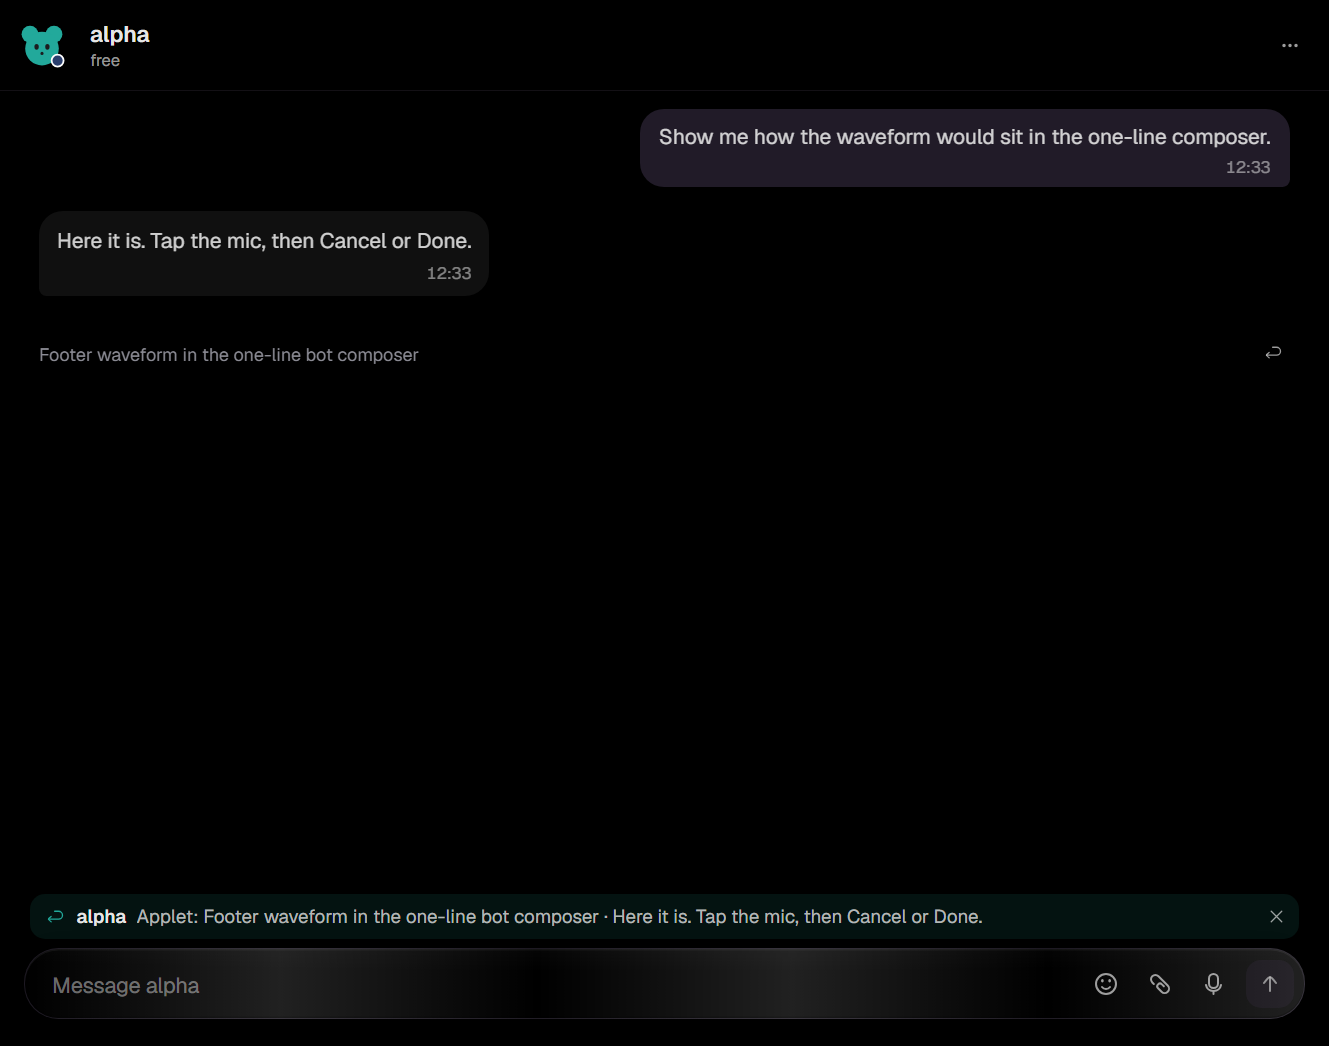 alpha
free
Show me how the waveform would sit in the one-line composer.
12:33
Here it is. Tap the mic, then Cancel or Done.
12:33
Footer waveform in the one-line bot composer
alpha Applet: Footer waveform in the one-line bot composer · Here it is. Tap the mic, then Cancel or Done.
Message alpha